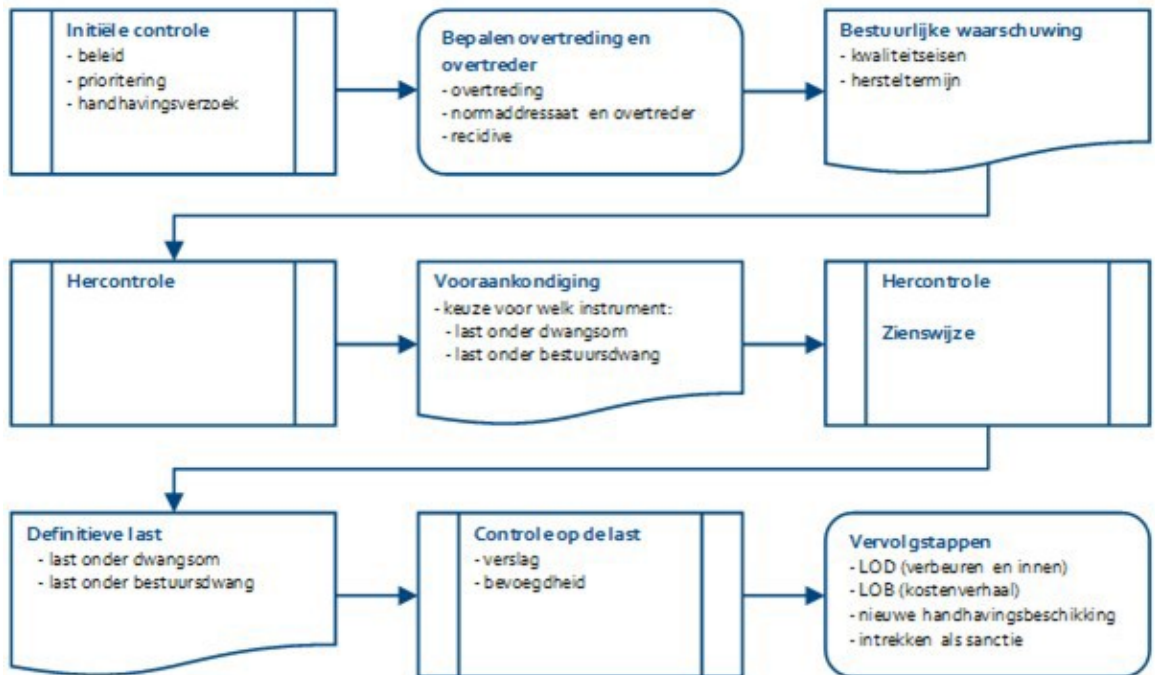 Initiële controle
- beleid
- prioritering
- handhavingsverzoek
Bepalen overtreding en
overtreder
- overtreding
- normaddressaat en overtreder
- recidive
Bestuurlijke waarschuwing
- kwaliteitseisen
- hersteltermijn
Hercontrole
Vooraankondiging
- keuze voor welk instrument:
- last onder dwangsom
- last onder bestuursdwang
Hercontrole
Zienswijze
Definitieve last
- last onder dwangsom
- last onder bestuursdwang
Controle op de last
- verslag
- bevoegdheid
Vervolgstappen
- LOD (verbeuren en innen)
- LOB (kostenverhaal)
- nieuwe handhavingsbeschikking
- intrekken als sanctie